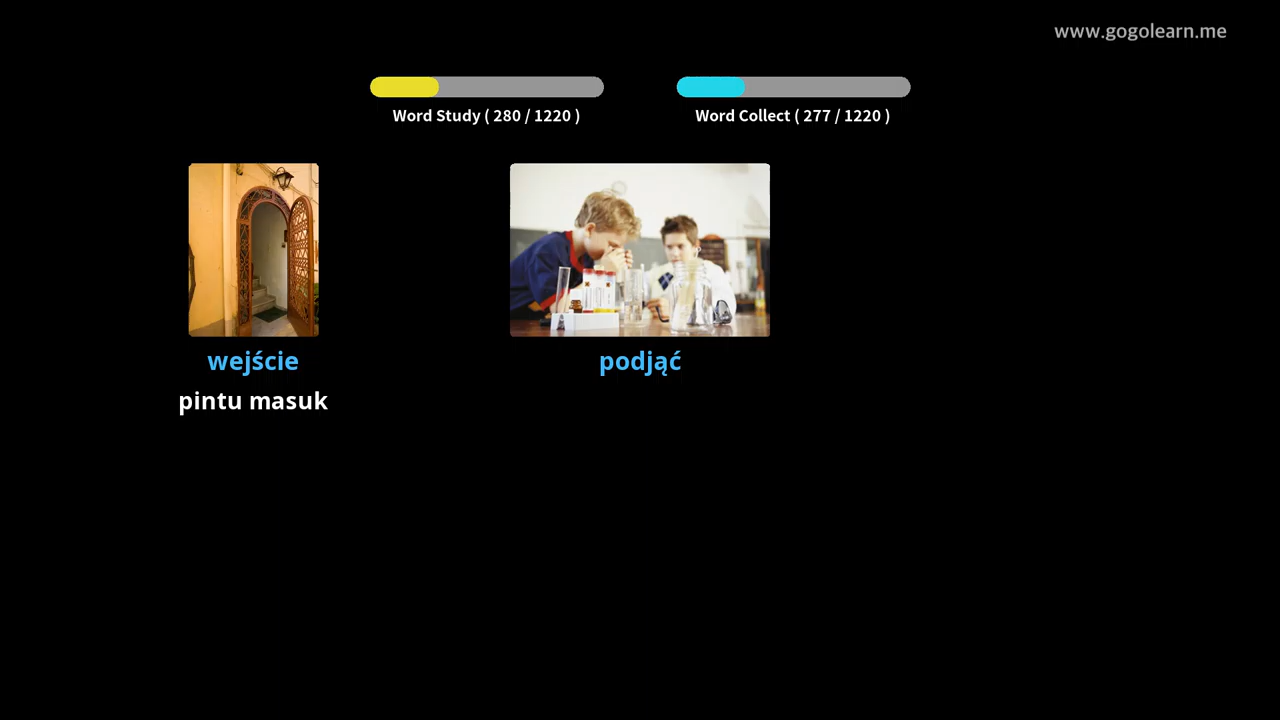 www.gogolearn.me
Word Study ( 280 / 1220 )
Word Collect ( 277 / 1220 )
wejście
podjąć
pintu masuk